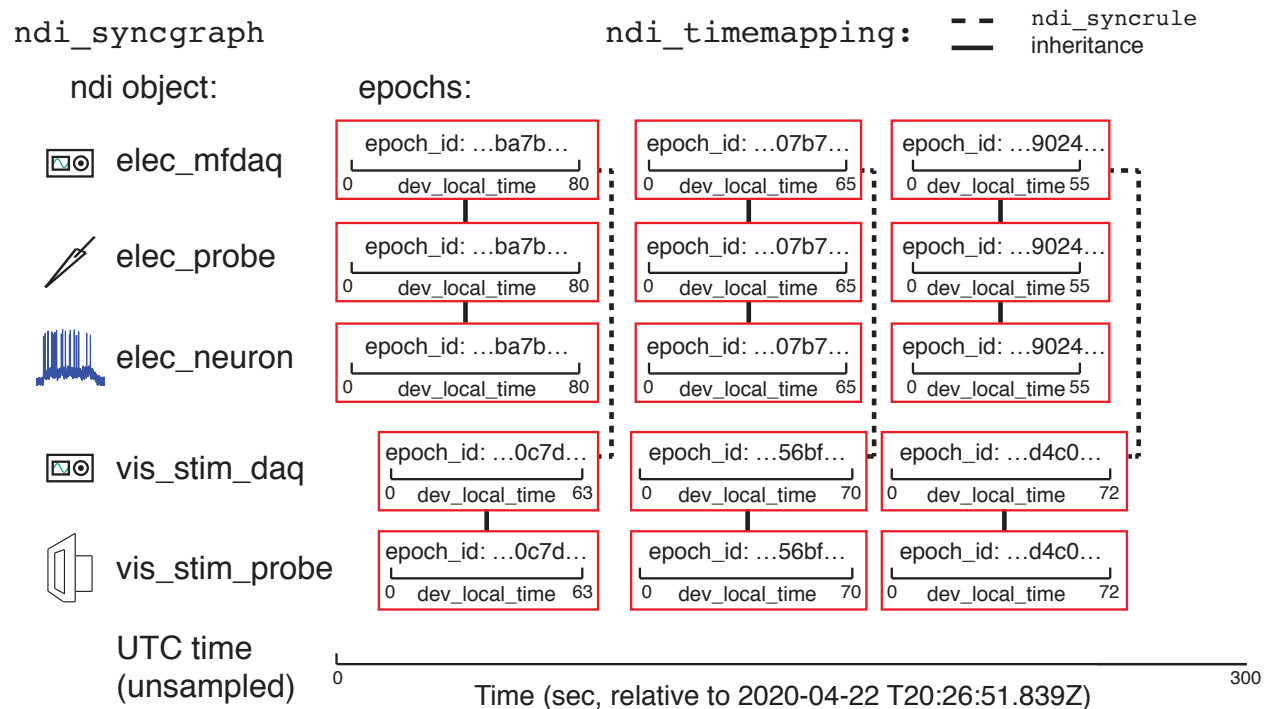 ndi_syncgraph
ndi_timemapping:
ndi_syncrule
inheritance
ndi object:
epochs:
elec_mfdaq
epoch_id: …ba7b…
0 dev_local_time 80
epoch_id: …07b7…
0 dev_local_time 65
epoch_id: …9024…
0 dev_local_time 55
elec_probe
epoch_id: …ba7b…
0 dev_local_time 80
epoch_id: …07b7…
0 dev_local_time 65
epoch_id: …9024…
0 dev_local_time 55
elec_neuron
epoch_id: …ba7b…
0 dev_local_time 80
epoch_id: …07b7…
0 dev_local_time 65
epoch_id: …9024…
0 dev_local_time 55
vis_stim_daq
epoch_id: …0c7d…
0 dev_local_time 63
epoch_id: …56bf…
0 dev_local_time 70
epoch_id: …d4c0…
0 dev_local_time 72
vis_stim_probe
epoch_id: …0c7d…
0 dev_local_time 63
epoch_id: …56bf…
0 dev_local_time 70
epoch_id: …d4c0…
0 dev_local_time 72
UTC time
(unsampled)
0 300
Time (sec, relative to 2020-04-22 T20:26:51.839Z)